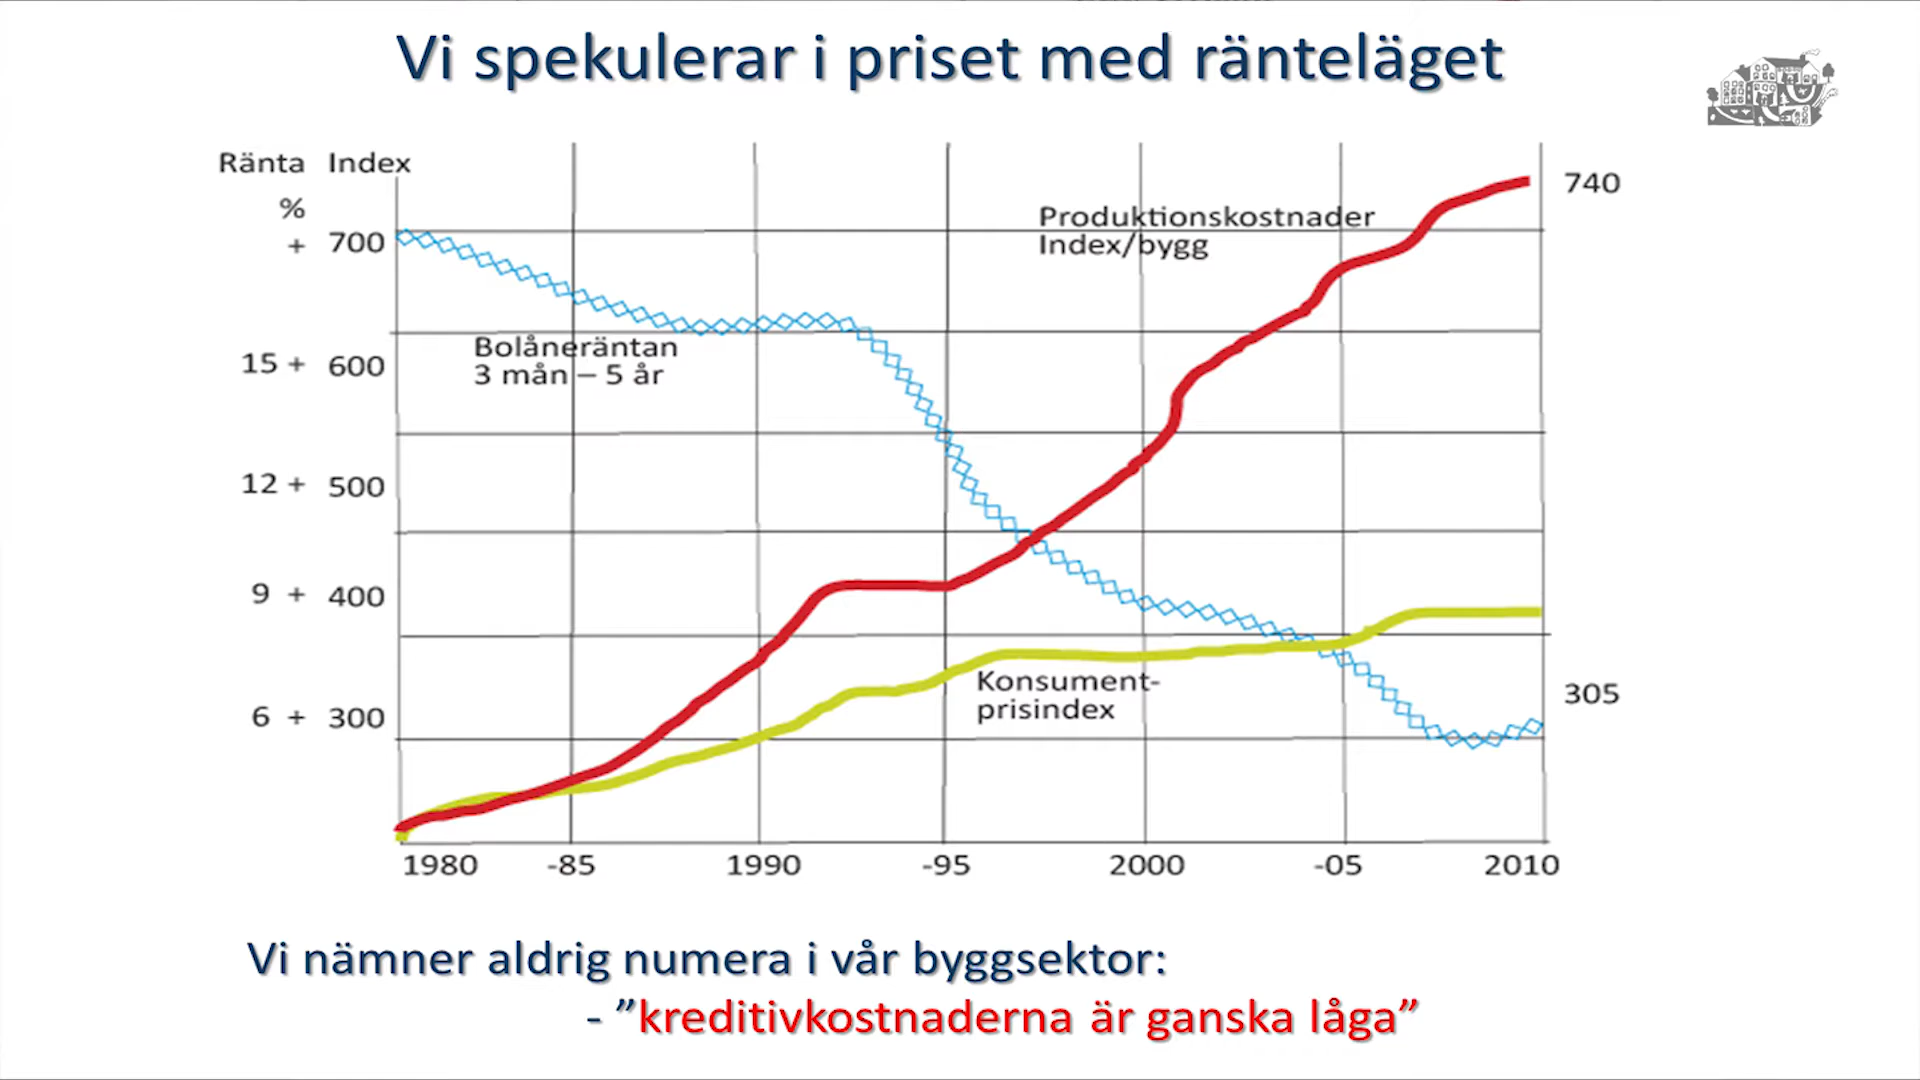 Vi spekulerar i priset med ränteläget
Ränta Index
%
+ 700
740
Produktionskostnader
Index/bygg
Bolåneräntan
3 mån – 5 år
15 + 600
12 + 500
9 + 400
6 + 300
Konsument-
prisindex
305
1980 -85 1990 -95 2000 -05 2010
Vi nämner aldrig numera i vår byggsektor:
- ”kreditivkostnaderna är ganska låga”